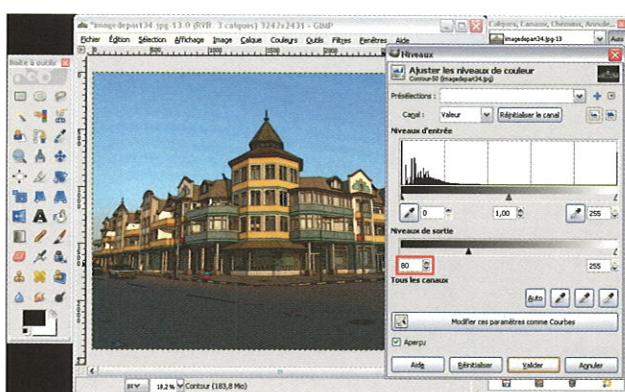 *imagedepart34.jpg-13.0 (RVB, 3 calques) 3242x2431 - GIMP
Calques, Canaux, Chemins, Annule...
Fichier Édition Sélection Affichage Image Calque Couleurs Outils Filtres Fenêtres Aide
imagedepart34.jpg-13
Auto
Boîte à outils
Niveaux
Ajuster les niveaux de couleur
Contour-50 (imagedepart34.jpg)
Présélections :
Canal : Valeur Réinitialiser le canal
Niveaux d'entrée
0 1,00 255
Niveaux de sortie
80 255
Tous les canaux
Auto
Modifier ces paramètres comme Courbes
Aperçu
Aide Réinitialiser Valider Annuler
18,2 % Contour (183,8 Mio)